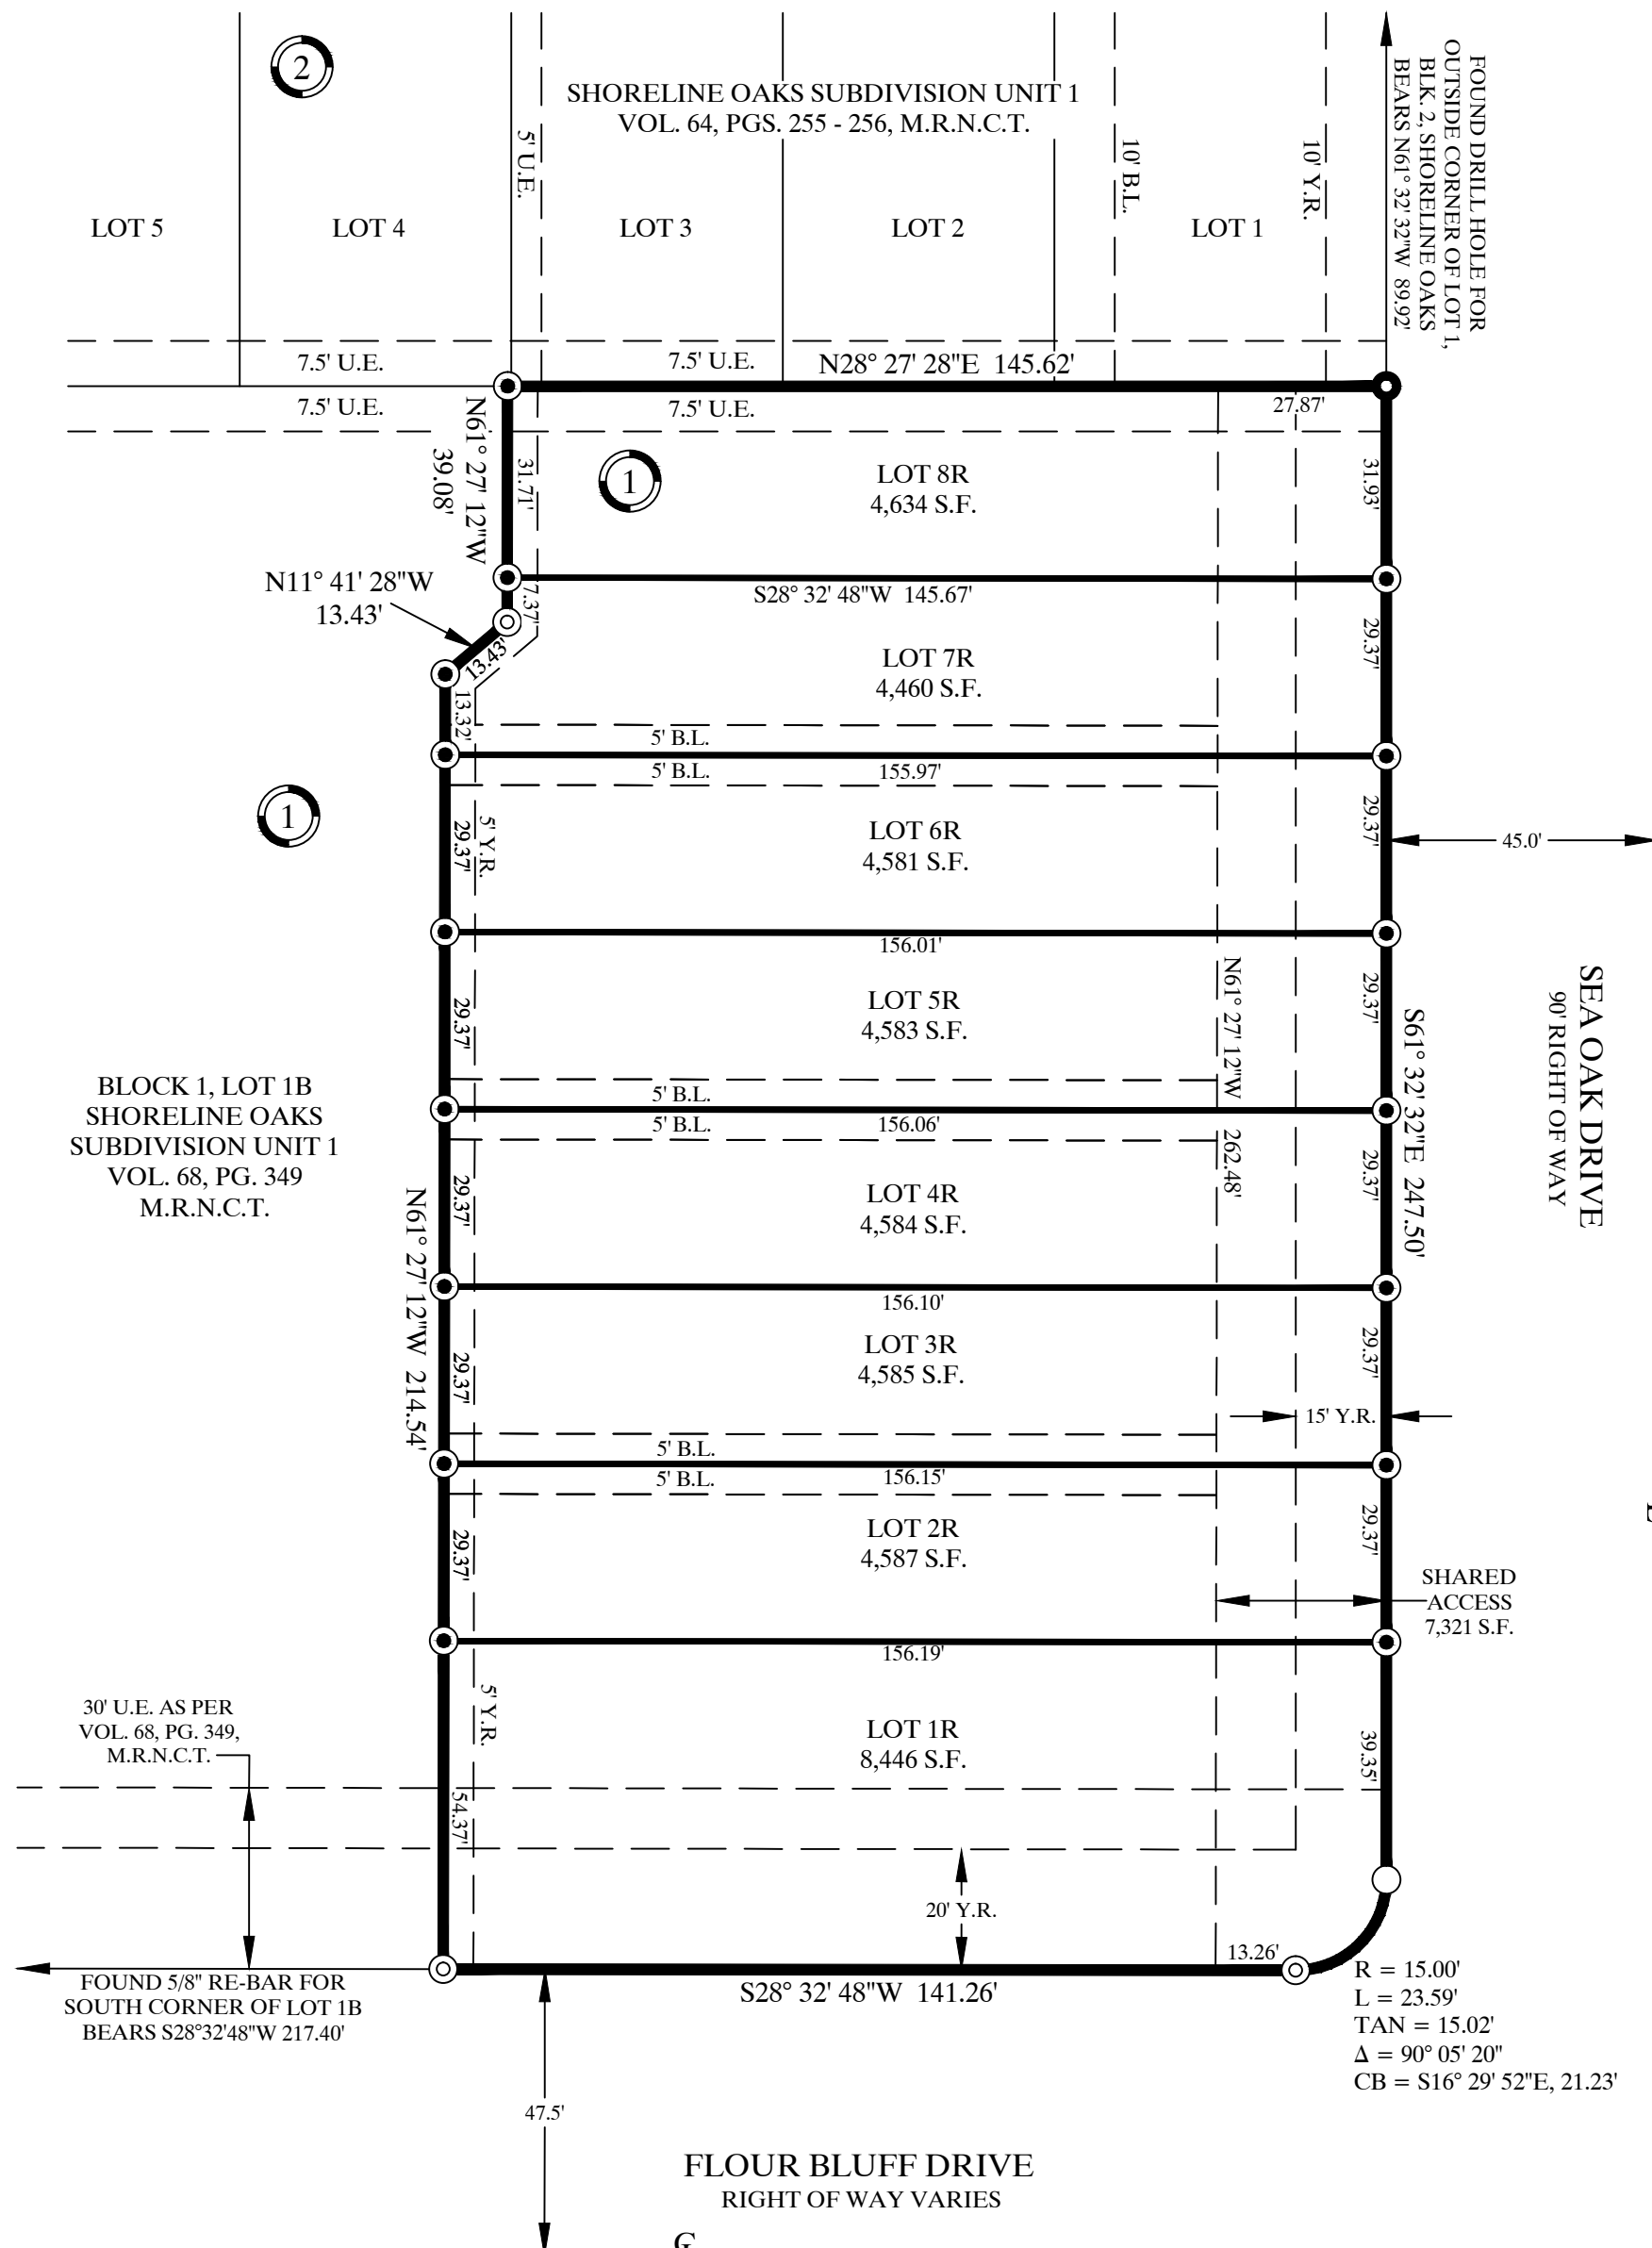 2
SHORELINE OAKS SUBDIVISION UNIT 1
VOL. 64, PGS. 255 - 256, M.R.N.C.T.
FOUND DRILL HOLE FOR
OUTSIDE CORNER OF LOT 1,
BLK. 2, SHORELINE OAKS
BEARS N61° 32' 32"W 89.92'
5' U.E.
10' B.L.
10' Y.R.
LOT 5
LOT 4
LOT 3
LOT 2
LOT 1
7.5' U.E.
7.5' U.E.
N28° 27' 28"E 145.62'
7.5' U.E.
7.5' U.E.
27.87'
N61° 27' 12"W
39.08'
31.71'
1
LOT 8R
4,634 S.F.
31.93'
N11° 41' 28"W
13.43'
7.37'
S28° 32' 48"W 145.67'
13.43'
LOT 7R
4,460 S.F.
29.37'
13.32'
5' B.L.
5' B.L.
155.97'
1
29.37'
5' Y.R.
LOT 6R
4,581 S.F.
29.37'
45.0'
156.01'
29.37'
LOT 5R
4,583 S.F.
N61° 27' 12"W 262.48'
29.37'
S61° 32' 32"E 247.50'
SEA OAK DRIVE
90' RIGHT OF WAY
BLOCK 1, LOT 1B
SHORELINE OAKS
SUBDIVISION UNIT 1
VOL. 68, PG. 349
M.R.N.C.T.
5' B.L.
5' B.L.
156.06'
N61° 27' 12"W 214.54'
29.37'
LOT 4R
4,584 S.F.
29.37'
156.10'
29.37'
LOT 3R
4,585 S.F.
29.37'
15' Y.R.
5' B.L.
5' B.L.
156.15'
29.37'
LOT 2R
4,587 S.F.
29.37'
SHARED
ACCESS
7,321 S.F.
156.19'
30' U.E. AS PER
VOL. 68, PG. 349,
M.R.N.C.T.
5' Y.R.
LOT 1R
8,446 S.F.
39.35'
54.37'
20' Y.R.
13.26'
FOUND 5/8" RE-BAR FOR
SOUTH CORNER OF LOT 1B
BEARS S28°32'48"W 217.40'
S28° 32' 48"W 141.26'
R = 15.00'
L = 23.59'
TAN = 15.02'
Δ = 90° 05' 20"
CB = S16° 29' 52"E, 21.23'
47.5'
FLOUR BLUFF DRIVE
RIGHT OF WAY VARIES